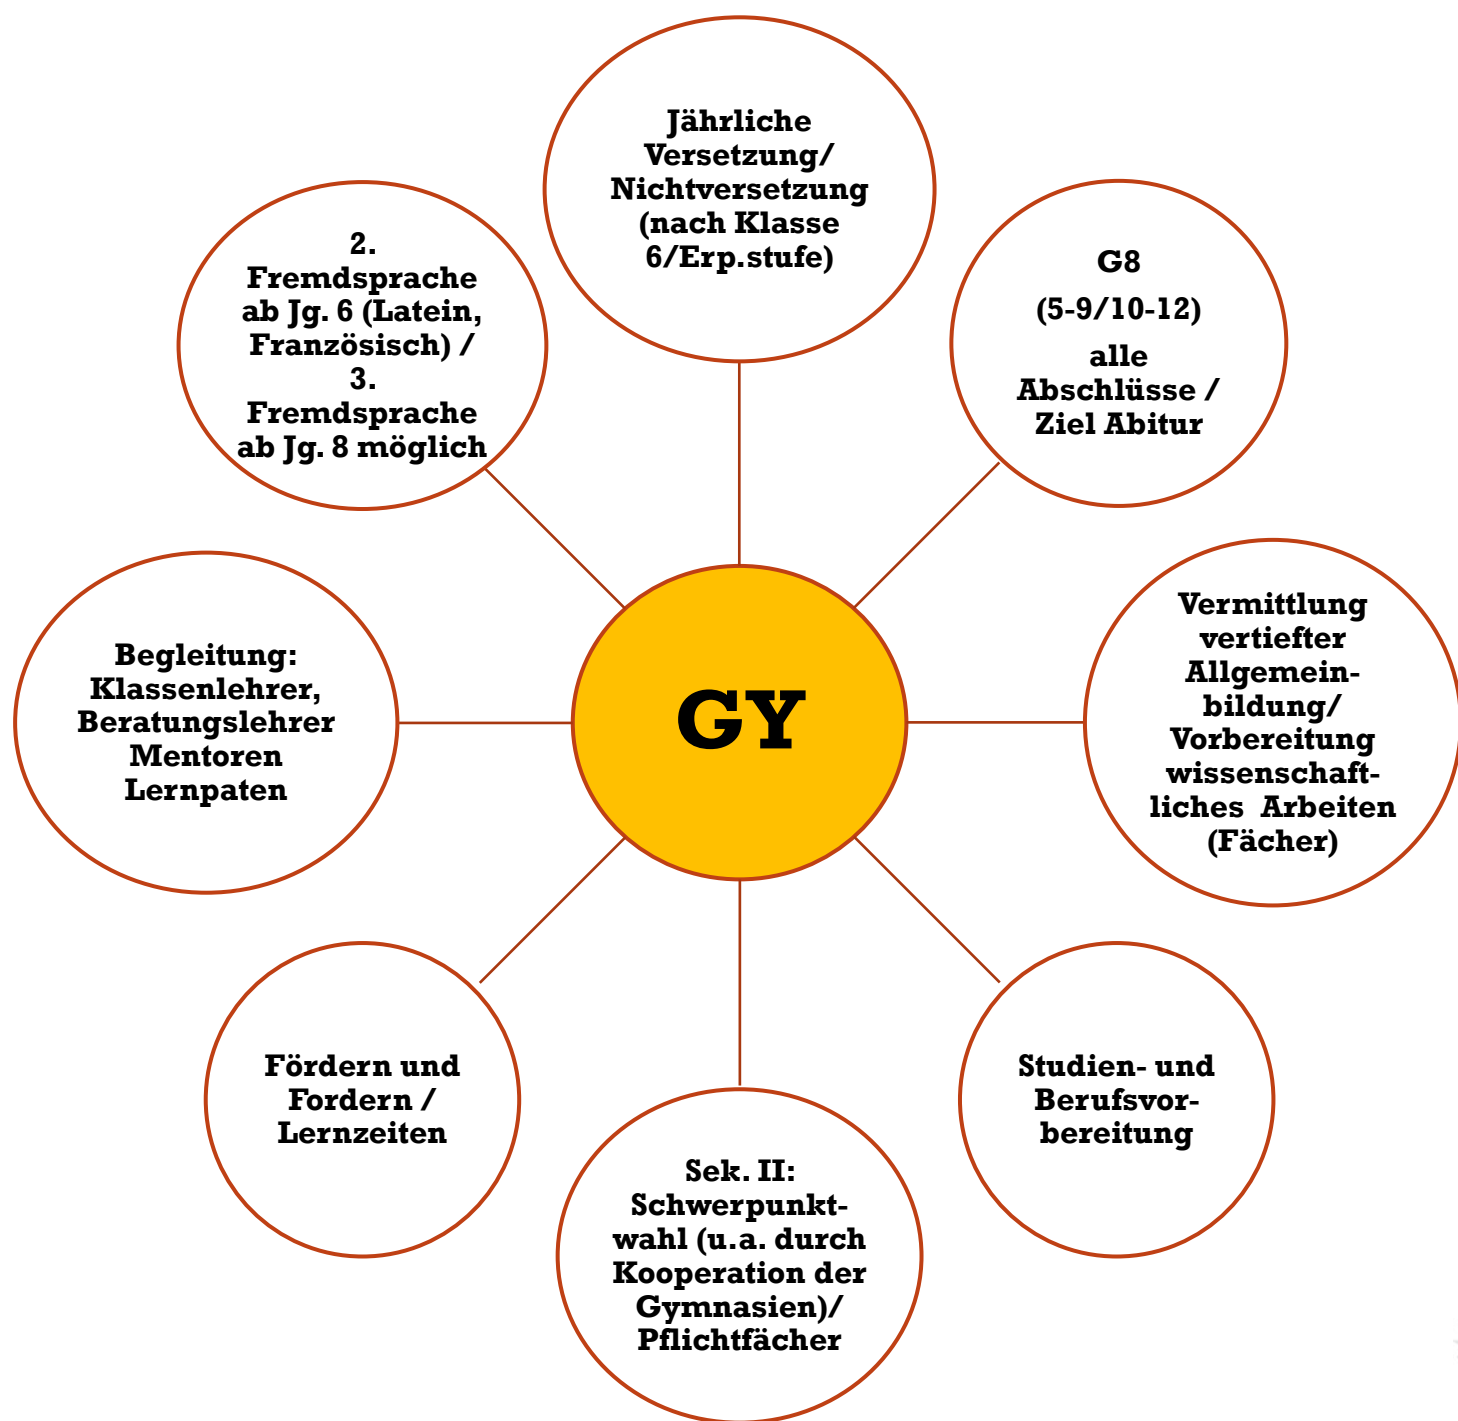 Jährliche
Versetzung/
Nichtversetzung
(nach Klasse
6/Erp.stufe)
G8
(5-9/10-12)
alle
Abschlüsse /
Ziel Abitur
Vermittlung
vertiefter
Allgemein-
bildung/
Vorbereitung
wissenschaft-
liches Arbeiten
(Fächer)
Studien- und
Berufsvor-
bereitung
Sek. II:
Schwerpunkt-
wahl (u.a. durch
Kooperation der
Gymnasien)/
Pflichtfächer
Fördern und
Fordern /
Lernzeiten
Begleitung:
Klassenlehrer,
Beratungslehrer
Mentoren
Lernpaten
2.
Fremdsprache
ab Jg. 6 (Latein,
Französisch) /
3.
Fremdsprache
ab Jg. 8 möglich
GY